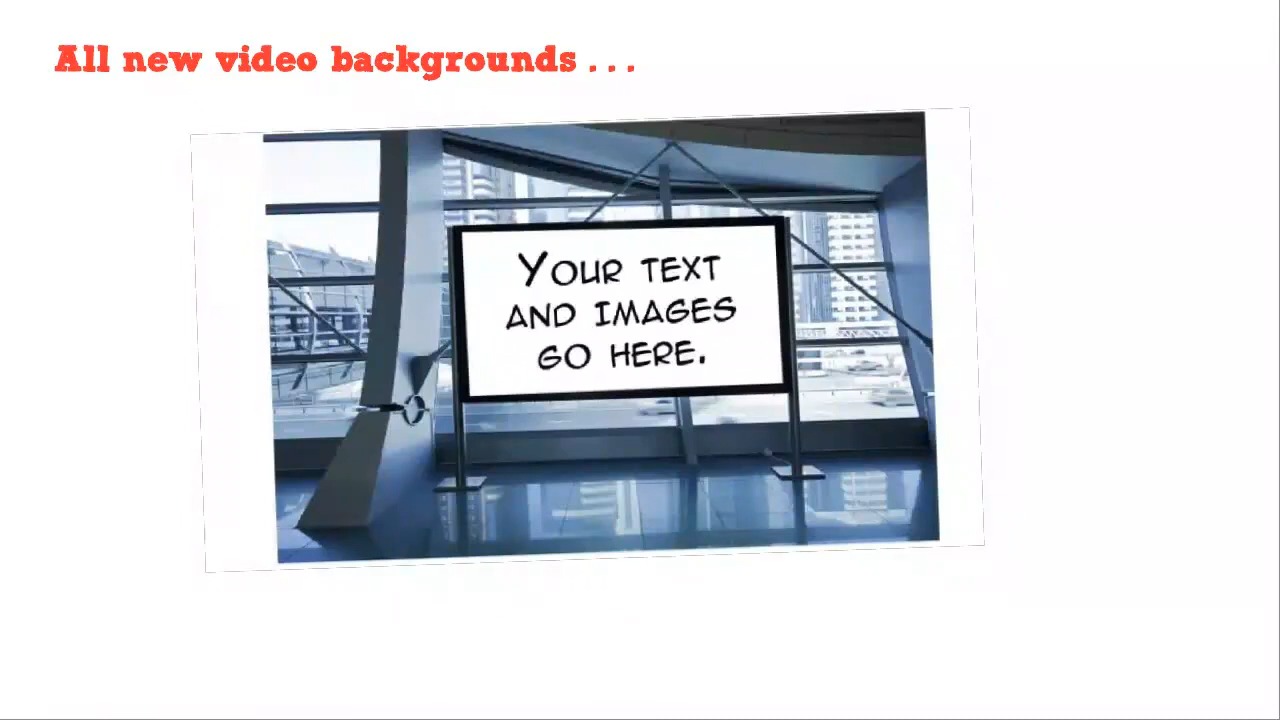 All new video backgrounds . . .
YOUR TEXT
AND IMAGES
GO HERE.